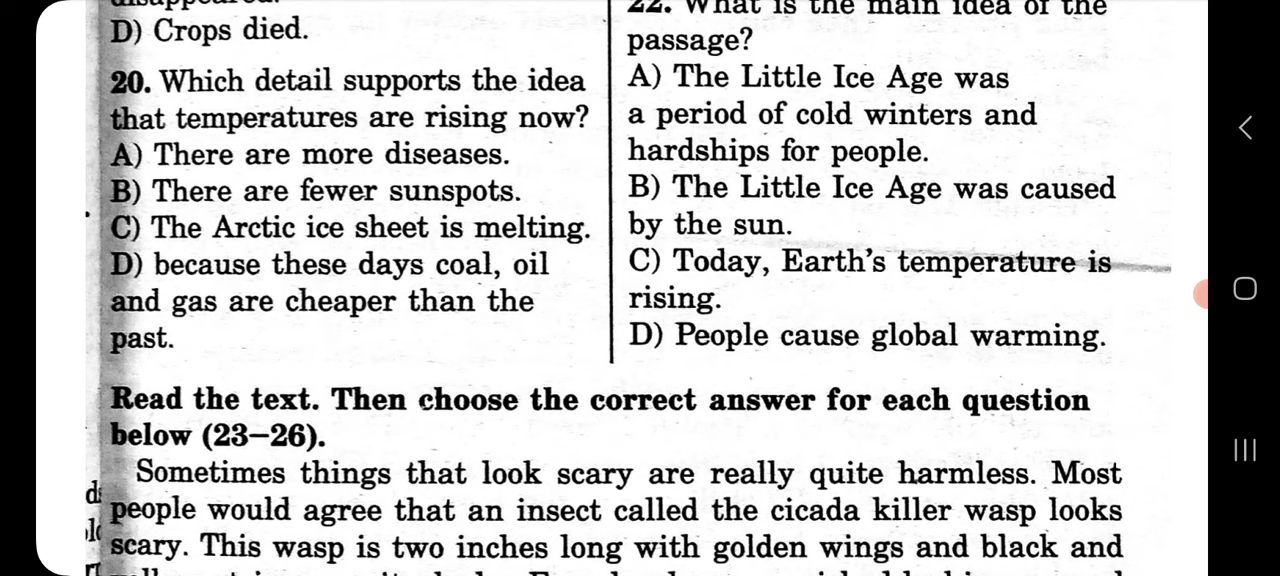 D) Crops died.
20. Which detail supports the idea
that temperatures are rising now?
A) There are more diseases.
B) There are fewer sunspots.
C) The Arctic ice sheet is melting.
D) because these days coal, oil
and gas are cheaper than the
past.
22. What is the main idea of the
passage?
A) The Little Ice Age was
a period of cold winters and
hardships for people.
B) The Little Ice Age was caused
by the sun.
C) Today, Earth's temperature is
rising.
D) People cause global warming.
Read the text. Then choose the correct answer for each question
below (23–26).
Sometimes things that look scary are really quite harmless. Most
people would agree that an insect called the cicada killer wasp looks
scary. This wasp is two inches long with golden wings and black and